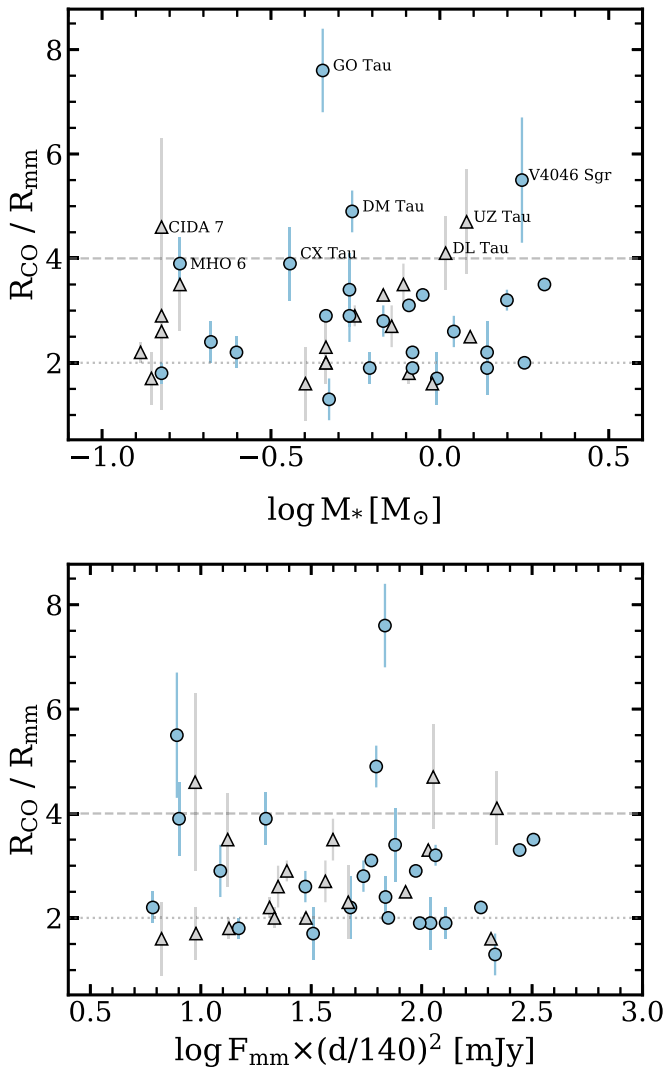 8
6
4
2
R_CO / R_mm
GO Tau
V4046 Sgr
DM Tau
UZ Tau
CIDA 7
DL Tau
CX Tau
MHO 6
−1.0 −0.5 0.0 0.5
log M_* [M_⊙]
8
6
4
2
R_CO / R_mm
0.5 1.0 1.5 2.0 2.5 3.0
log F_mm×(d/140)² [mJy]